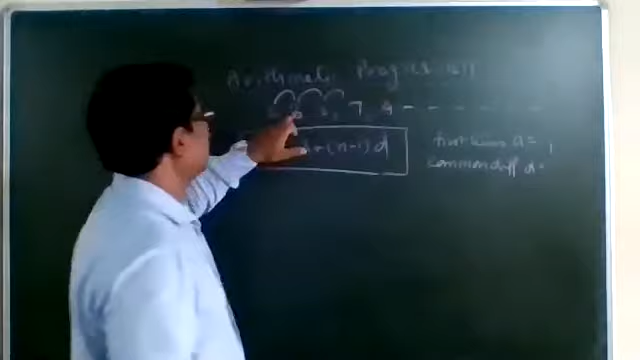 Arithmetic Progression
7, 9 - - - - - - -
+ (n-1) d
first term a = 1
common diff d =